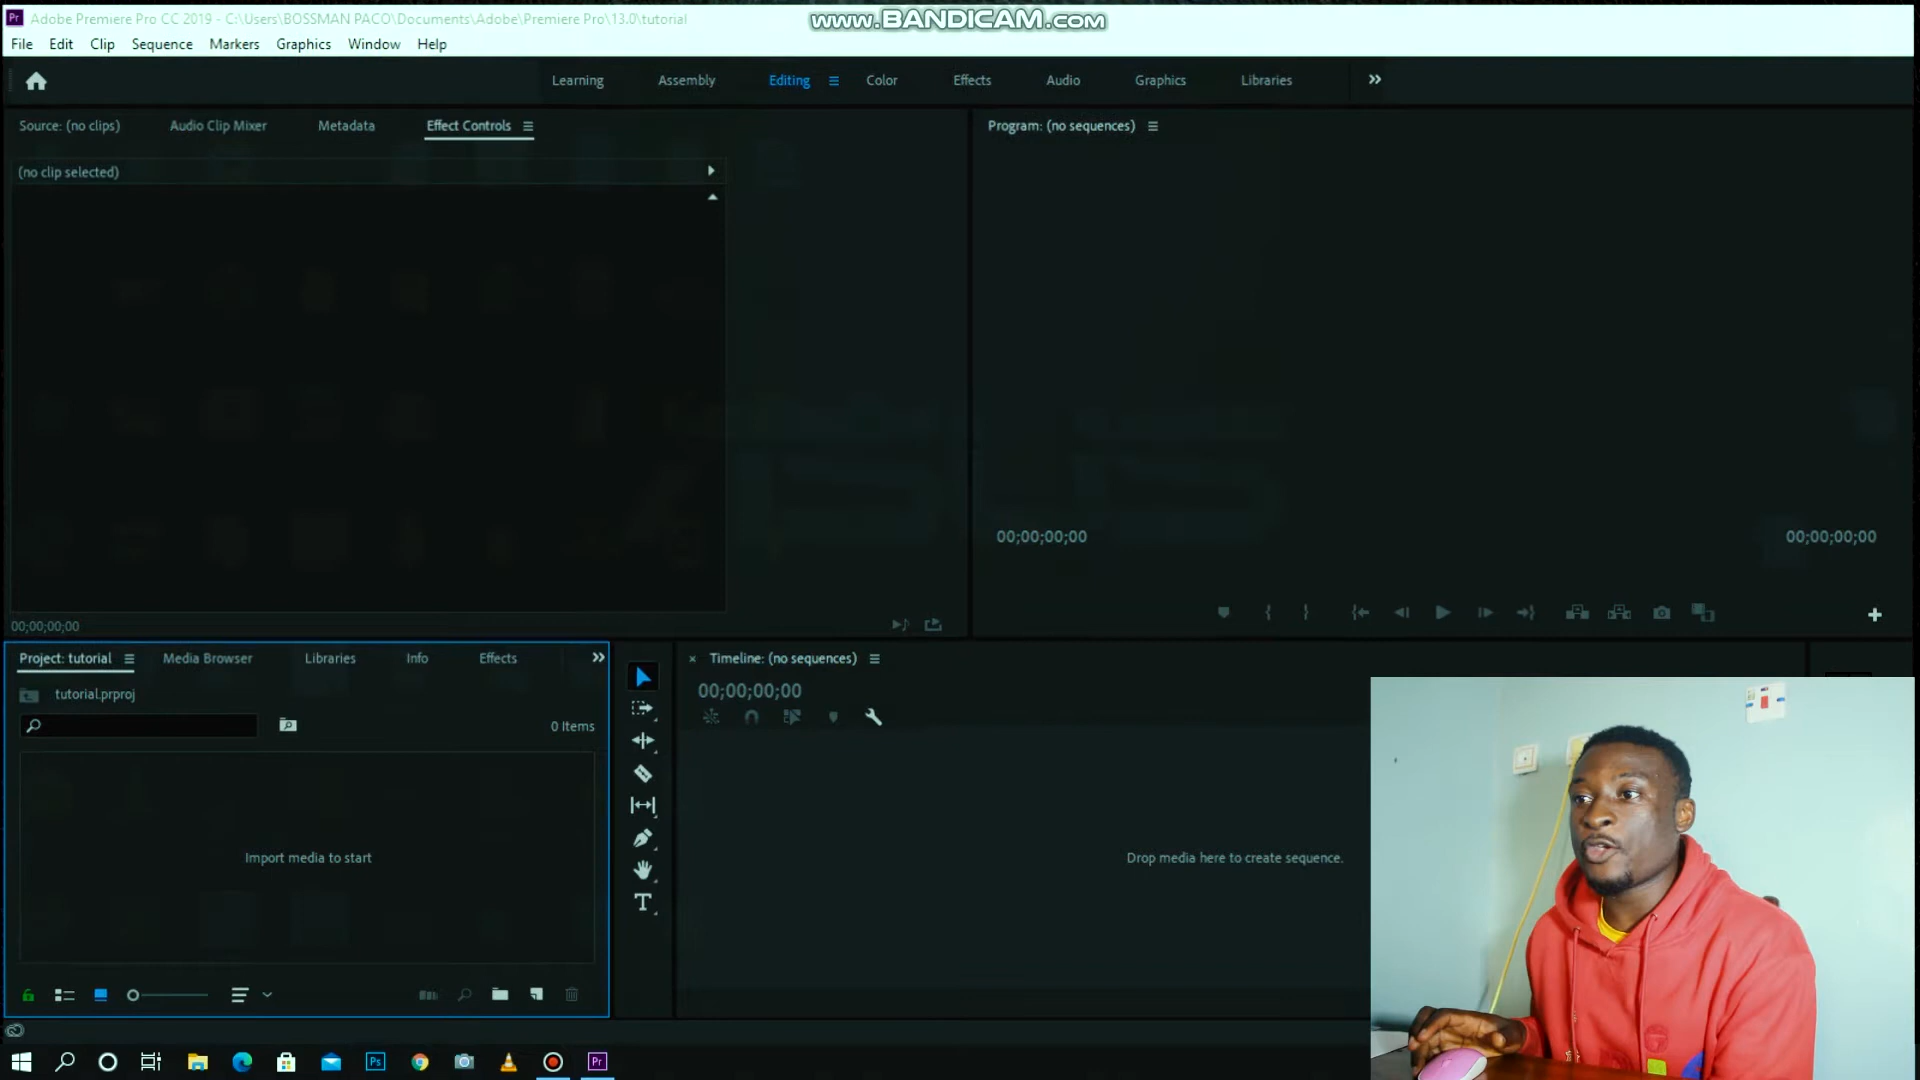 Adobe Premiere Pro CC 2019 - C:\Users\BOSSMAN PACO\Documents\Adobe\Premiere Pro\13.0\tutorial
www.BANDICAM.com
File Edit Clip Sequence Markers Graphics Window Help
Learning Assembly Editing Color Effects Audio Graphics Libraries
Source: (no clips) Audio Clip Mixer Metadata Effect Controls
Program: (no sequences)
(no clip selected)
00;00;00;00 00;00;00;00
00;00;00;00
Project: tutorial Media Browser Libraries Info Effects
Timeline: (no sequences)
tutorial.prproj
00;00;00;00
0 Items
Import media to start
Drop media here to create sequence.
T
Ps
Pr